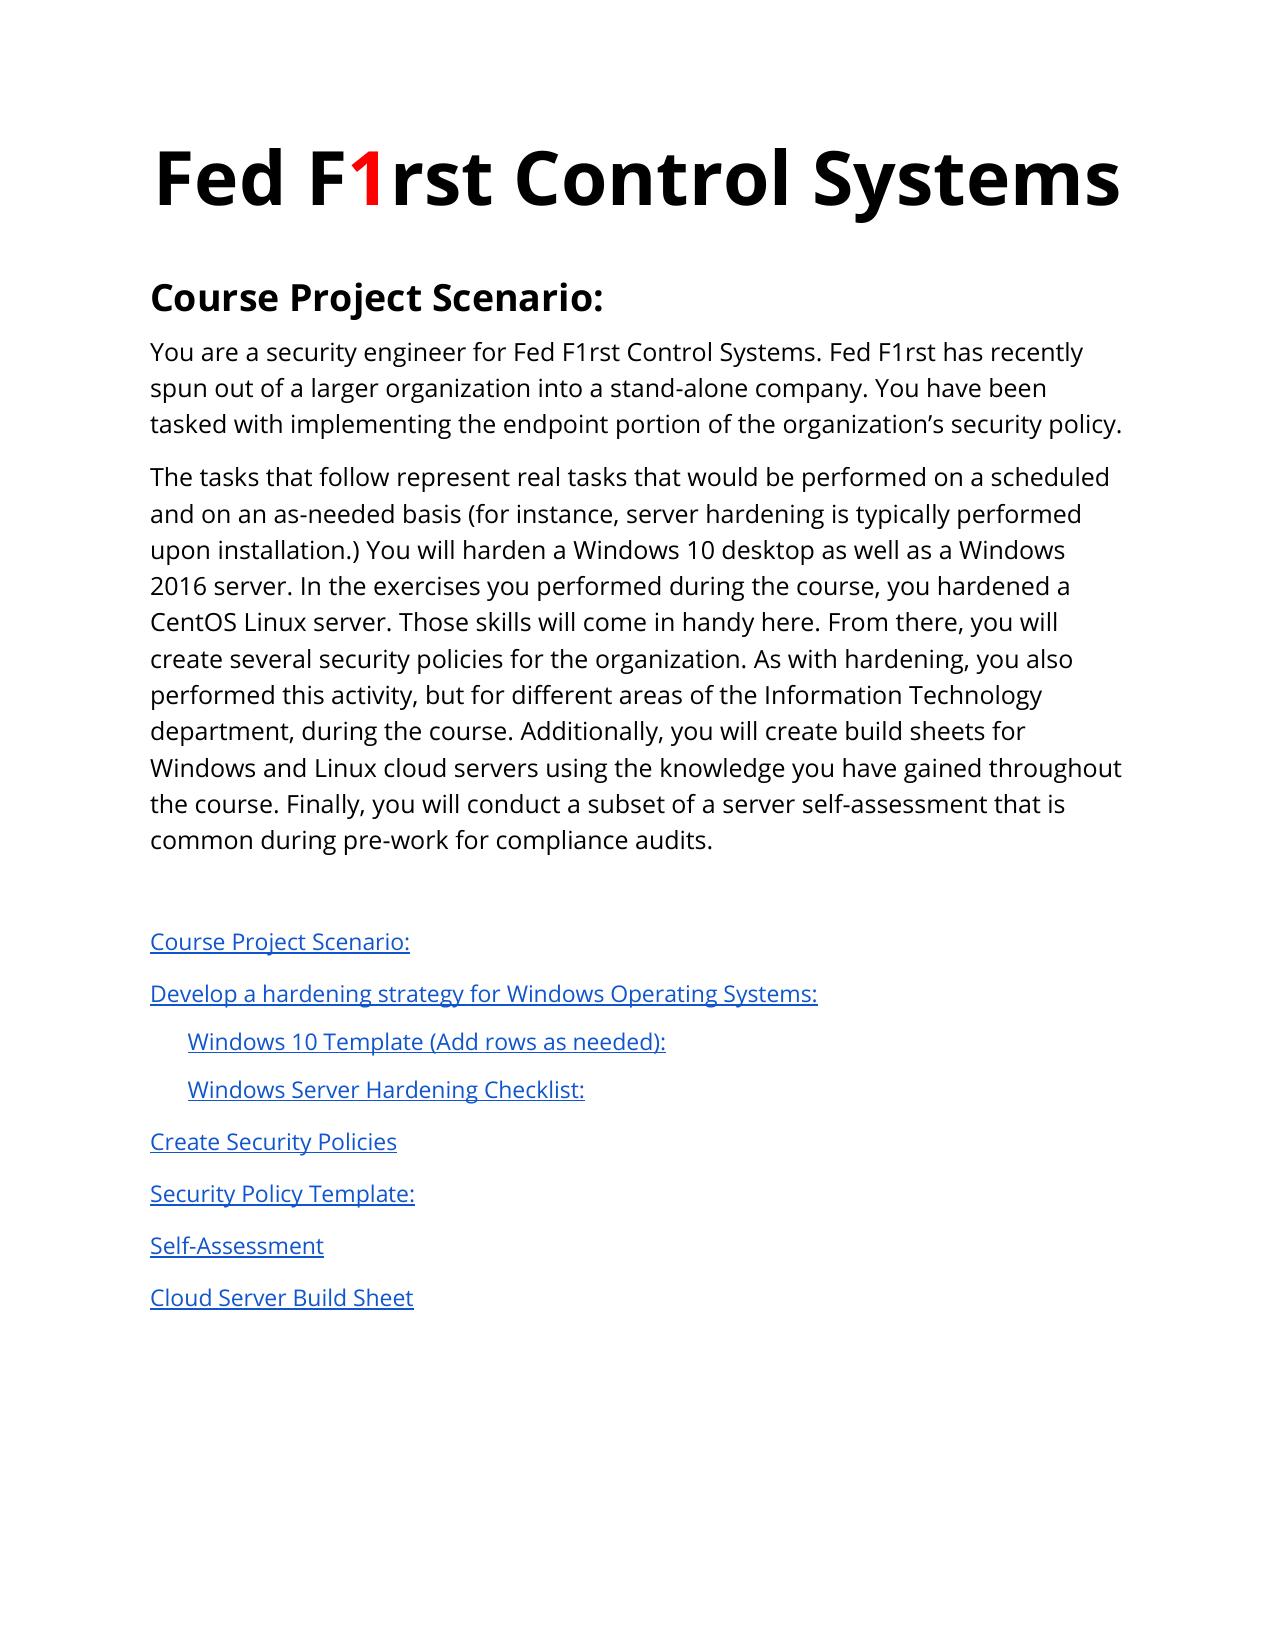 Fed F1rst Control Systems
Course Project Scenario:
You are a security engineer for Fed F1rst Control Systems. Fed F1rst has recently
spun out of a larger organization into a stand-alone company. You have been
tasked with implementing the endpoint portion of the organization’s security policy.
The tasks that follow represent real tasks that would be performed on a scheduled
and on an as-needed basis (for instance, server hardening is typically performed
upon installation.) You will harden a Windows 10 desktop as well as a Windows
2016 server. In the exercises you performed during the course, you hardened a
CentOS Linux server. Those skills will come in handy here. From there, you will
create several security policies for the organization. As with hardening, you also
performed this activity, but for different areas of the Information Technology
department, during the course. Additionally, you will create build sheets for
Windows and Linux cloud servers using the knowledge you have gained throughout
the course. Finally, you will conduct a subset of a server self-assessment that is
common during pre-work for compliance audits.
Course Project Scenario:
Develop a hardening strategy for Windows Operating Systems:
Windows 10 Template (Add rows as needed):
Windows Server Hardening Checklist:
Create Security Policies
Security Policy Template:
Self-Assessment
Cloud Server Build Sheet